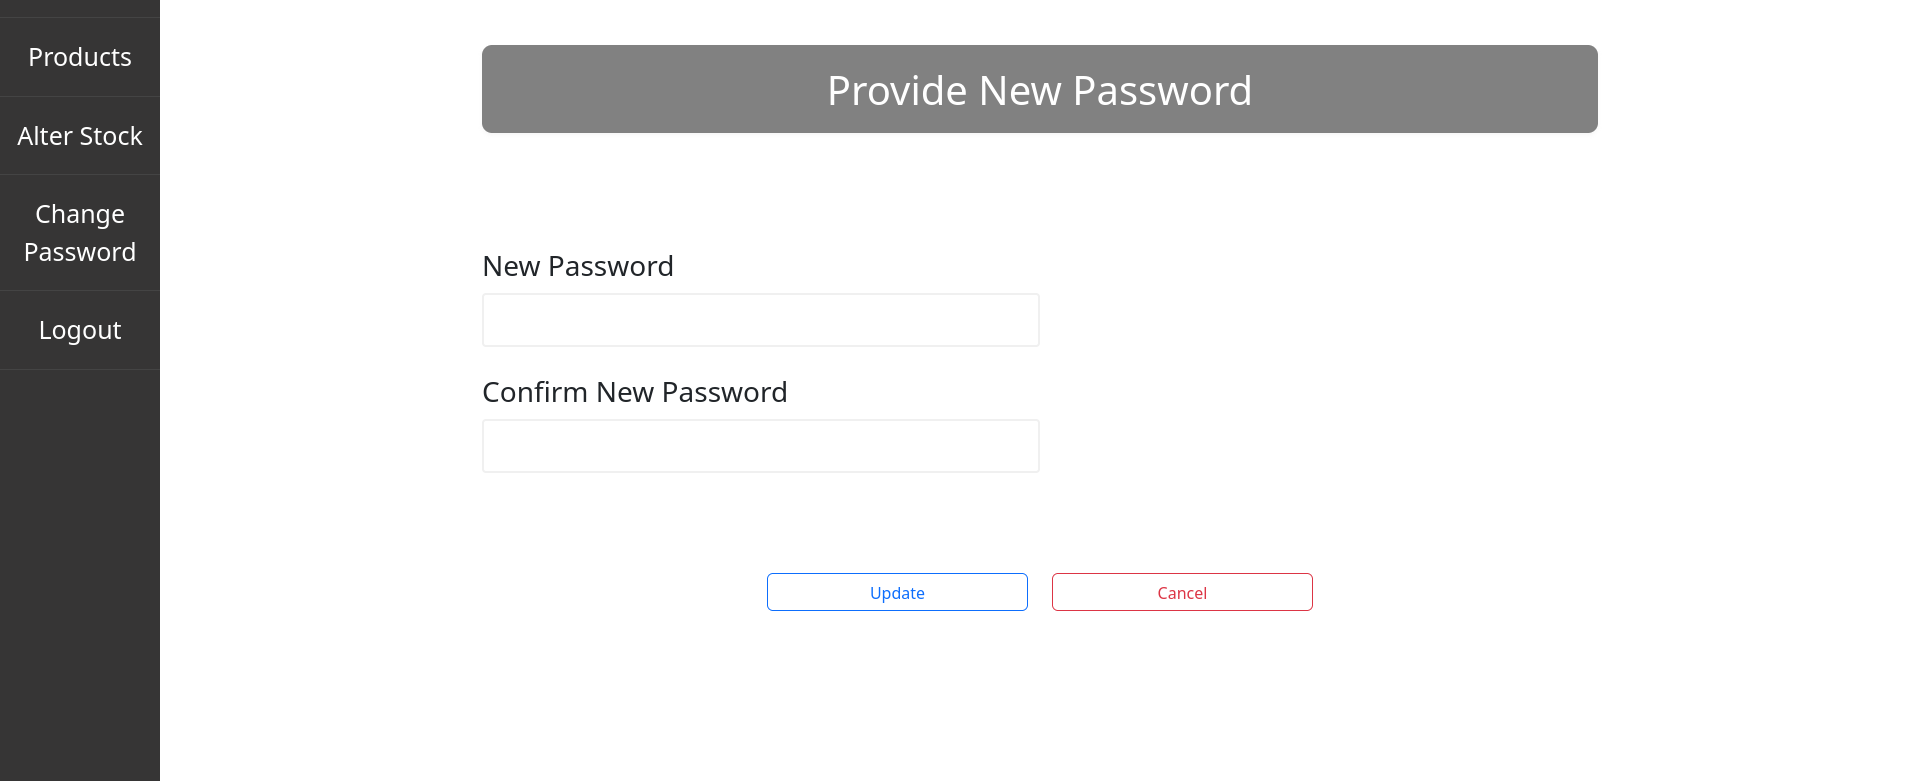 Products
Alter Stock
Change
Password
Logout
Provide New Password
New Password
Confirm New Password
Update
Cancel